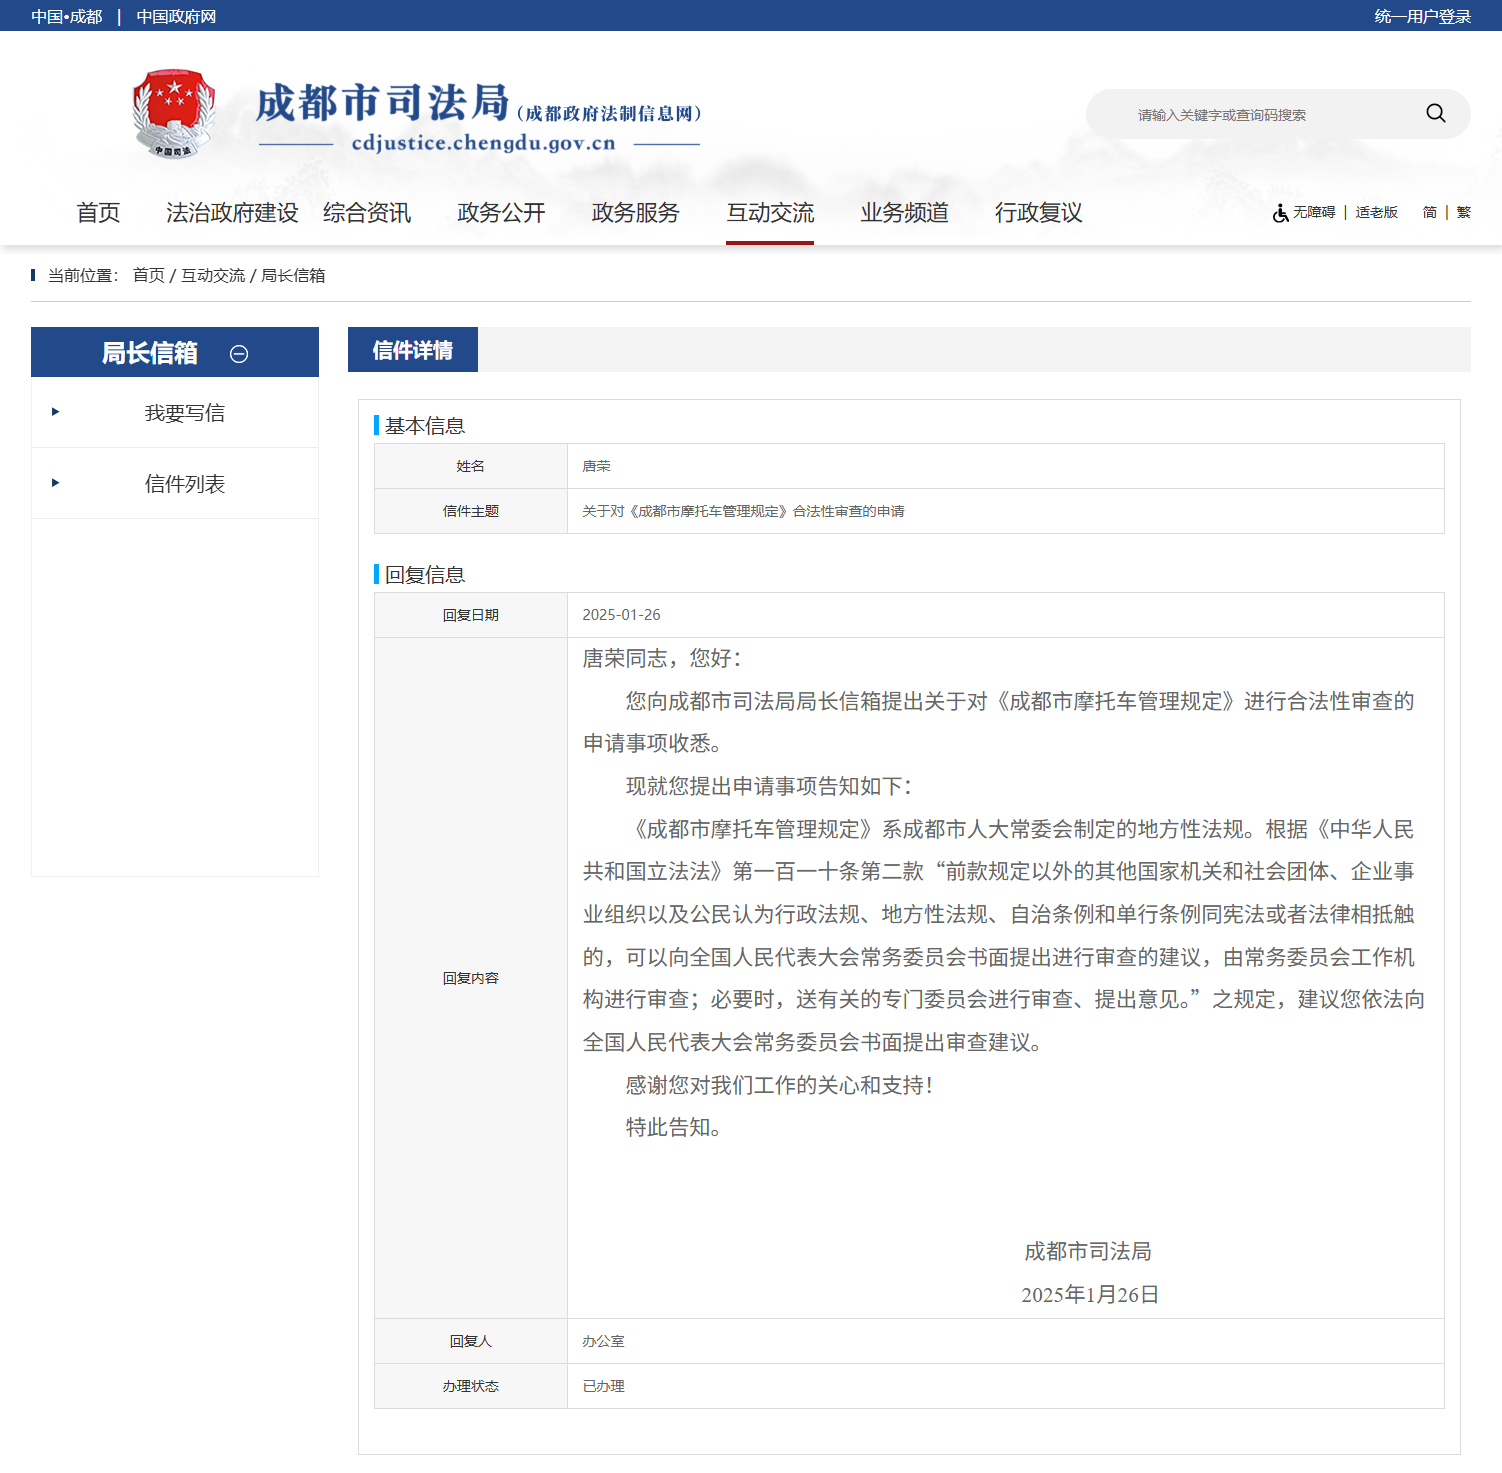 中国•成都 | 中国政府网
统一用户登录
中国司法
成都市司法局(成都政府法制信息网)
cdjustice.chengdu.gov.cn
请输入关键字或查询码搜索
首页 法治政府建设 综合资讯 政务公开 政务服务 互动交流 业务频道 行政复议
无障碍 | 适老版 简 | 繁
当前位置： 首页 / 互动交流 / 局长信箱
局长信箱
我要写信
信件列表
信件详情
基本信息
姓名 唐荣
信件主题 关于对《成都市摩托车管理规定》合法性审查的申请
回复信息
回复日期 2025-01-26
回复内容
唐荣同志，您好：
您向成都市司法局局长信箱提出关于对《成都市摩托车管理规定》进行合法性审查的
申请事项收悉。
现就您提出申请事项告知如下：
《成都市摩托车管理规定》系成都市人大常委会制定的地方性法规。根据《中华人民
共和国立法法》第一百一十条第二款“前款规定以外的其他国家机关和社会团体、企业事
业组织以及公民认为行政法规、地方性法规、自治条例和单行条例同宪法或者法律相抵触
的，可以向全国人民代表大会常务委员会书面提出进行审查的建议，由常务委员会工作机
构进行审查；必要时，送有关的专门委员会进行审查、提出意见。”之规定，建议您依法向
全国人民代表大会常务委员会书面提出审查建议。
感谢您对我们工作的关心和支持！
特此告知。
成都市司法局
2025年1月26日
回复人 办公室
办理状态 已办理